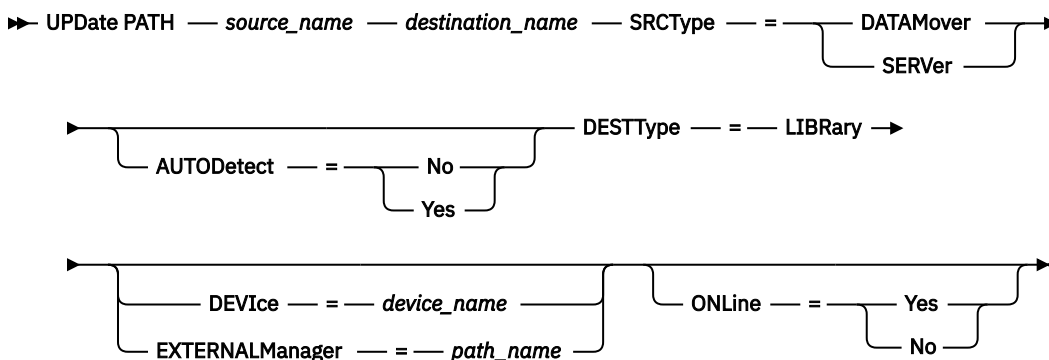 UPDate PATH source_name destination_name SRCType = DATAMover
SERVer
AUTODetect = No
Yes
DESTType = LIBRary
DEVIce = device_name
EXTERNALManager = path_name
ONLine = Yes
No